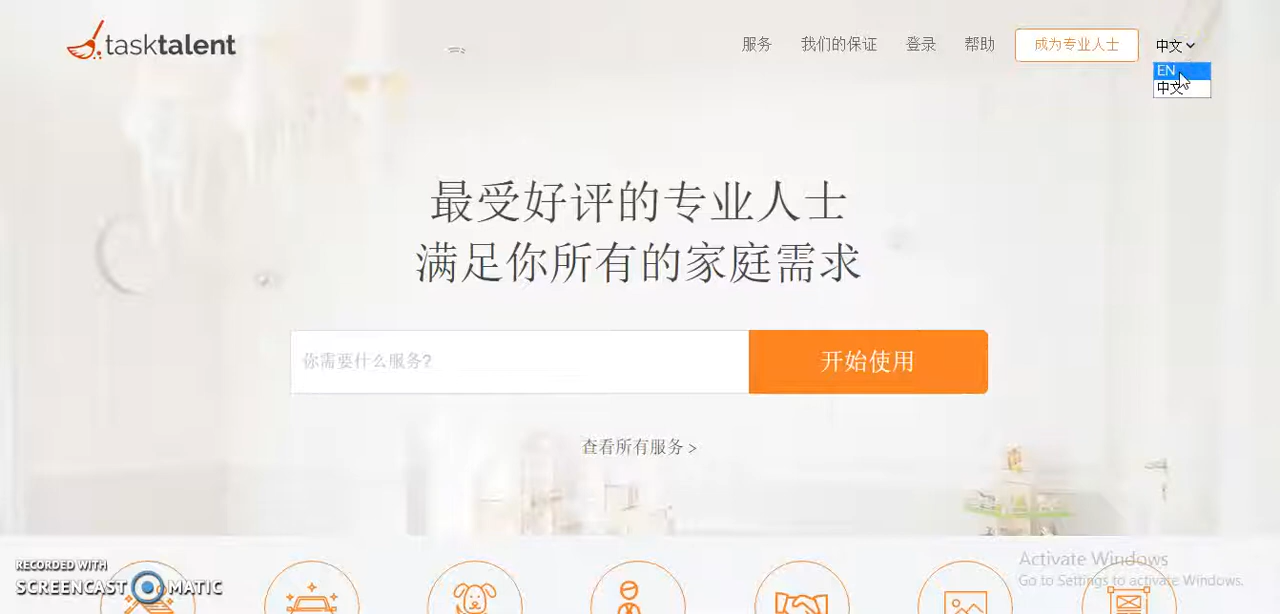 tasktalent
服务 我们的保证 登录 帮助 成为专业人士 中文
EN
中文
最受好评的专业人士
满足你所有的家庭需求
你需要什么服务?
开始使用
查看所有服务 >
RECORDED WITH
SCREENCAST MATIC
Activate Windows
Go to Settings to activate Windows.